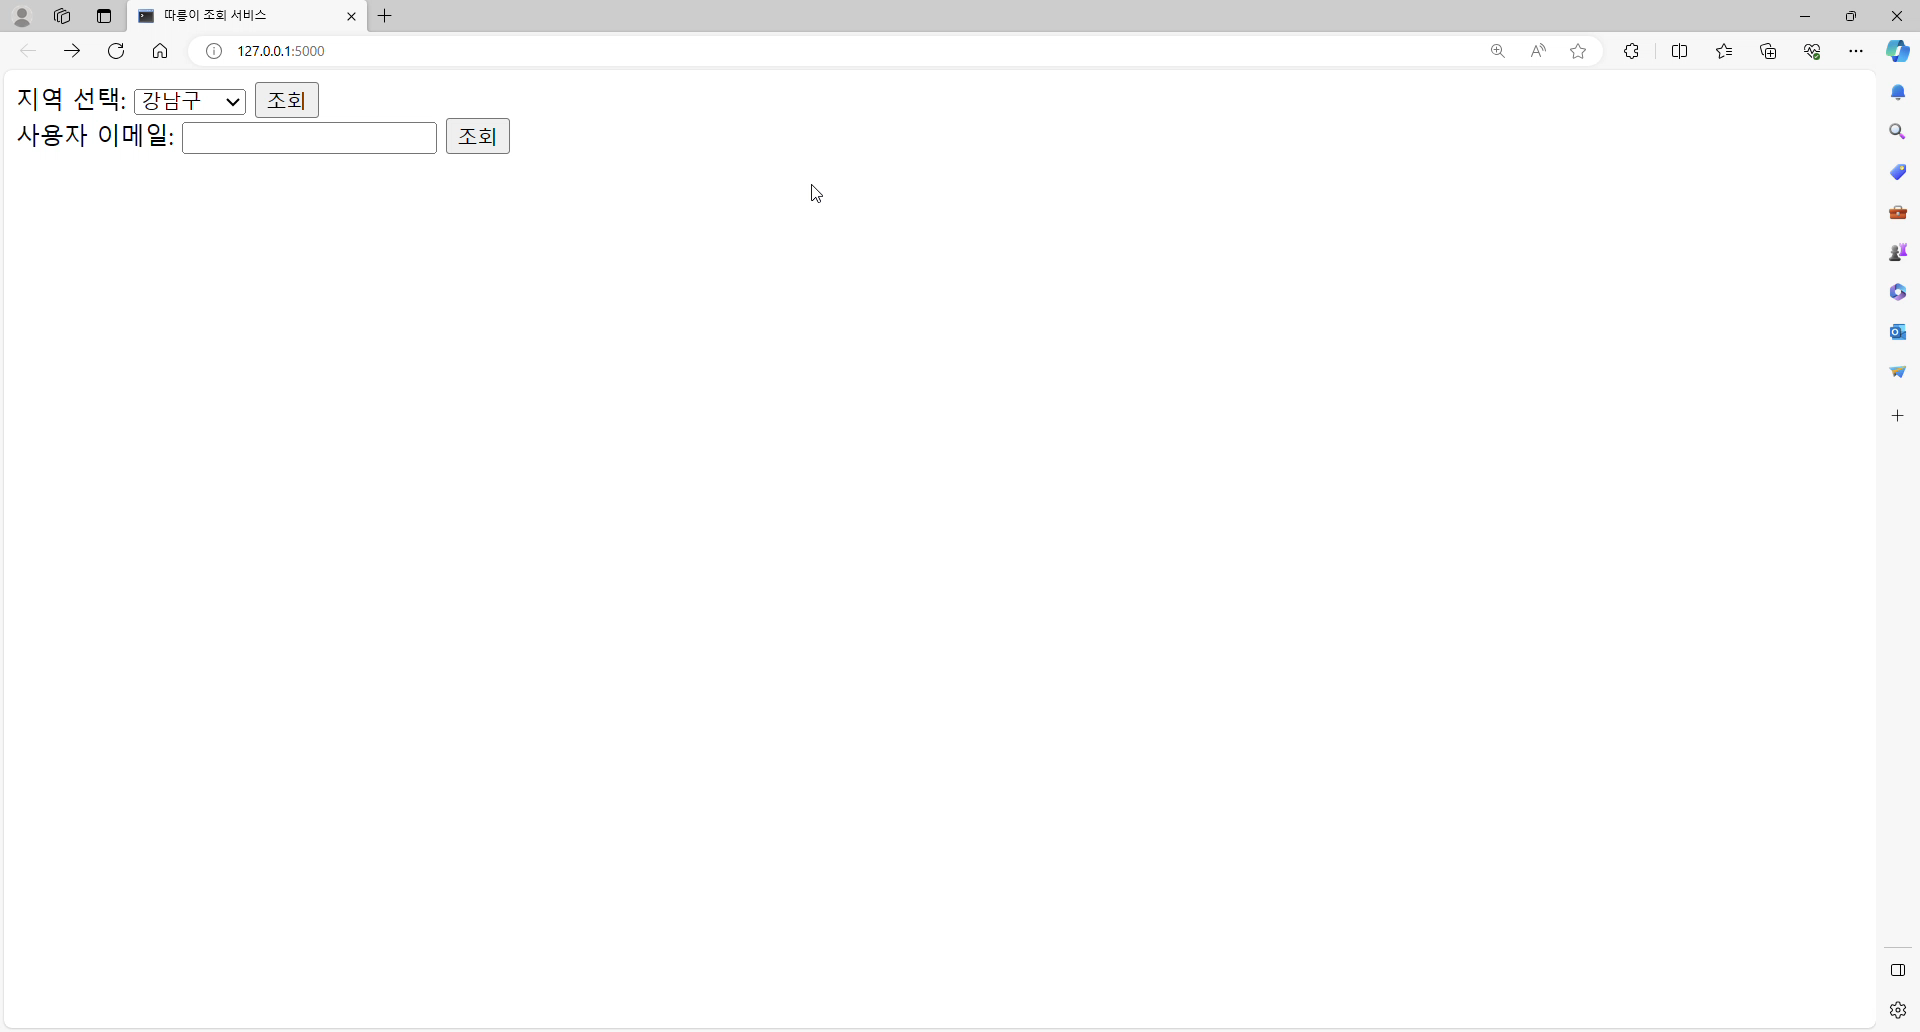 따릉이 조회 서비스
127.0.0.1:5000
지역 선택: 강남구 조회
사용자 이메일: 조회